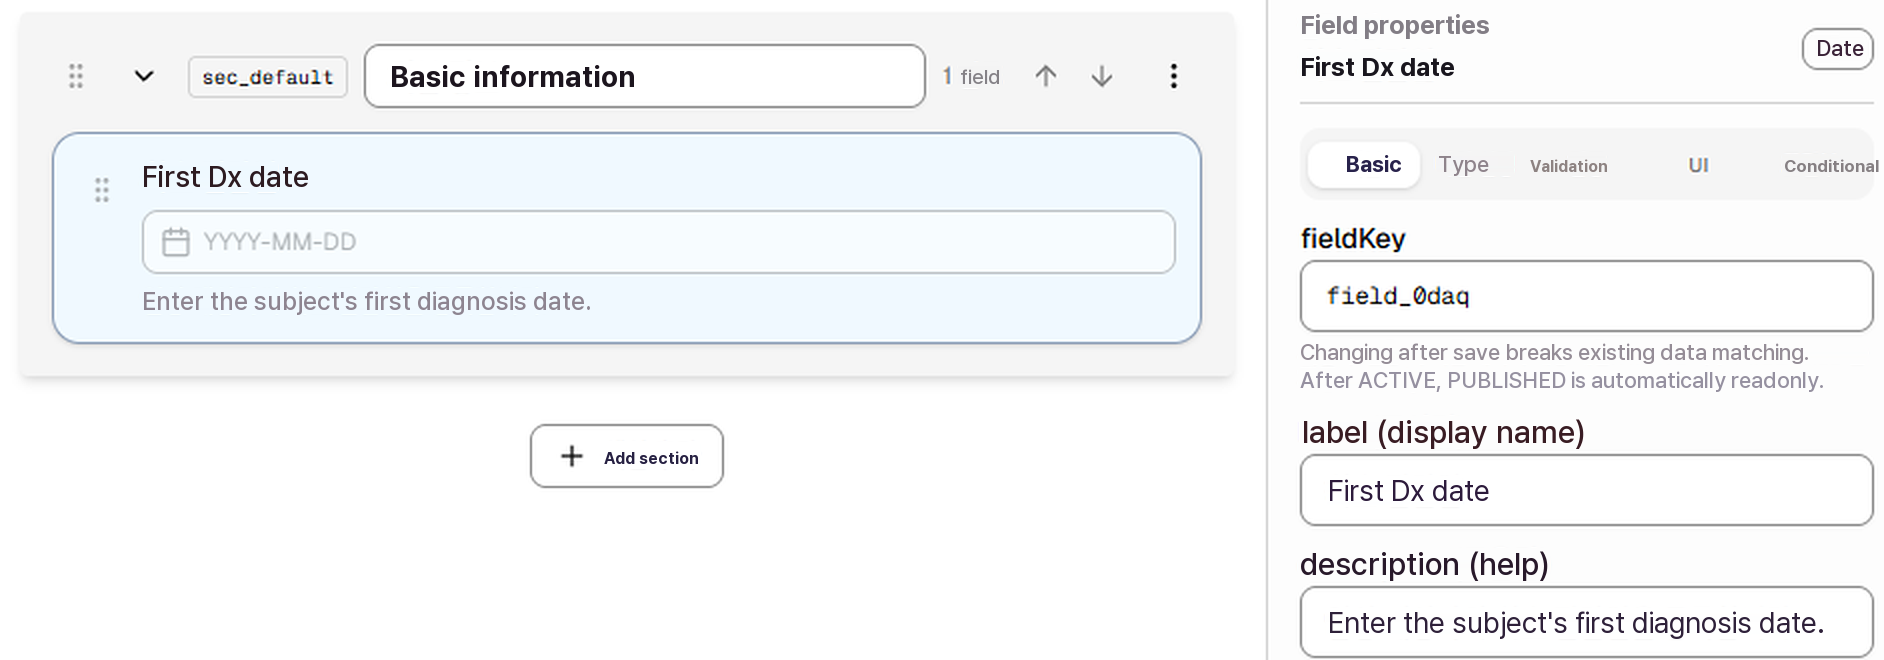 sec_default
Basic information
1 field
First Dx date
YYYY-MM-DD
Enter the subject's first diagnosis date.
Add section
Field properties
First Dx date
Date
Basic
Type
Validation
UI
Conditional
fieldKey
field_0daq
Changing after save breaks existing data matching.
After ACTIVE, PUBLISHED is automatically readonly.
label (display name)
First Dx date
description (help)
Enter the subject's first diagnosis date.